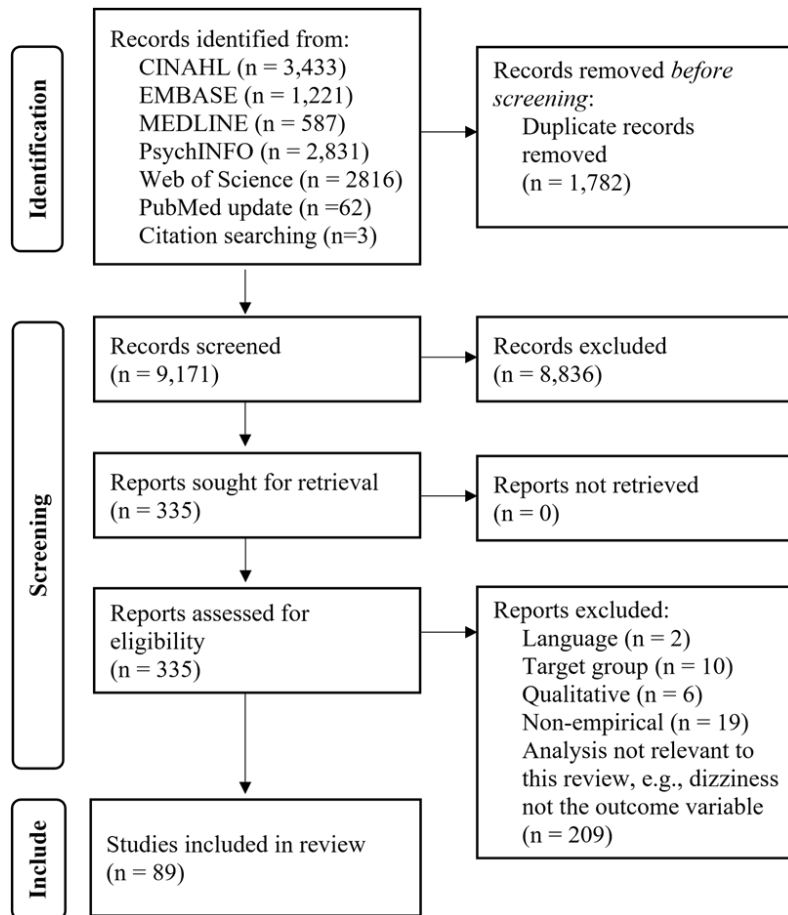 Identification
Records identified from:
CINAHL (n = 3,433)
EMBASE (n = 1,221)
MEDLINE (n = 587)
PsychINFO (n = 2,831)
Web of Science (n = 2816)
PubMed update (n =62)
Citation searching (n=3)
Records removed before
screening:
Duplicate records
removed
(n = 1,782)
Screening
Records screened
(n = 9,171)
Records excluded
(n = 8,836)
Reports sought for retrieval
(n = 335)
Reports not retrieved
(n = 0)
Reports assessed for
eligibility
(n = 335)
Reports excluded:
Language (n = 2)
Target group (n = 10)
Qualitative (n = 6)
Non-empirical (n = 19)
Analysis not relevant to
this review, e.g., dizziness
not the outcome variable
(n = 209)
Include
Studies included in review
(n = 89)